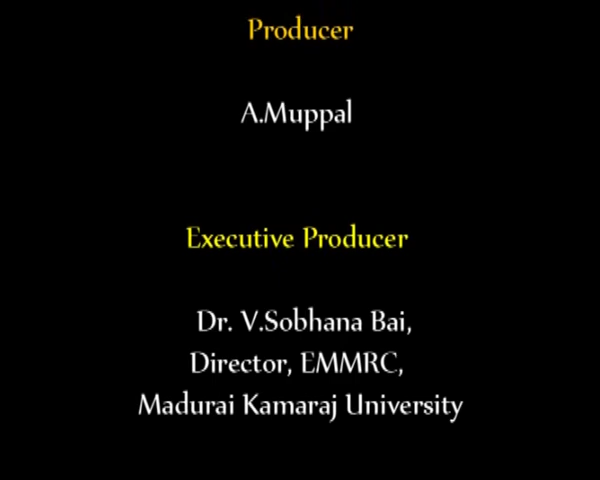 Producer
A.Muppal
Executive Producer
Dr. V.Sobhana Bai,
Director, EMMRC,
Madurai Kamaraj University